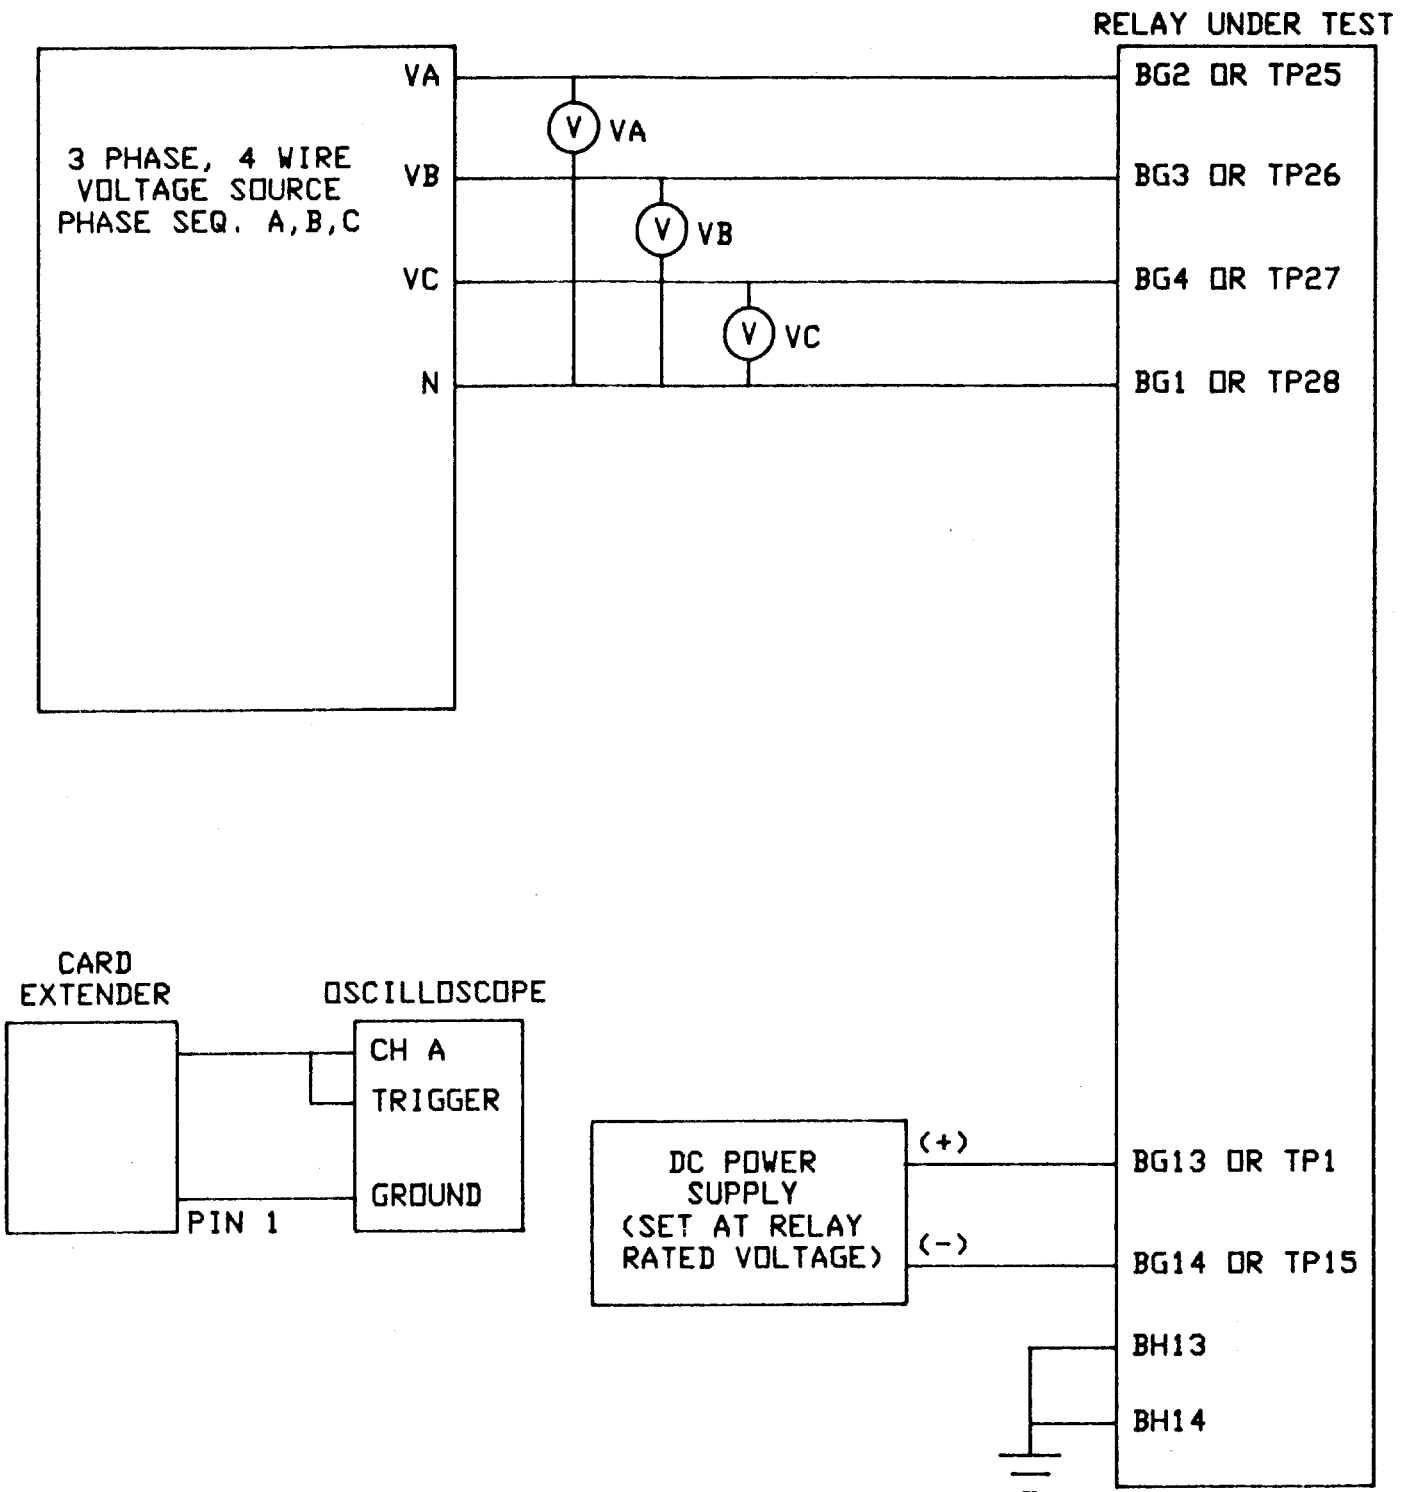 RELAY UNDER TEST
VA
BG2 OR TP25
V
VA
3 PHASE, 4 WIRE
VOLTAGE SOURCE
PHASE SEQ. A,B,C
VB
BG3 OR TP26
V
VB
VC
BG4 OR TP27
V
VC
N
BG1 OR TP28
CARD
EXTENDER
OSCILLOSCOPE
CH A
TRIGGER
GROUND
PIN 1
DC POWER
SUPPLY
(SET AT RELAY
RATED VOLTAGE)
(+)
BG13 OR TP1
(-)
BG14 OR TP15
BH13
BH14